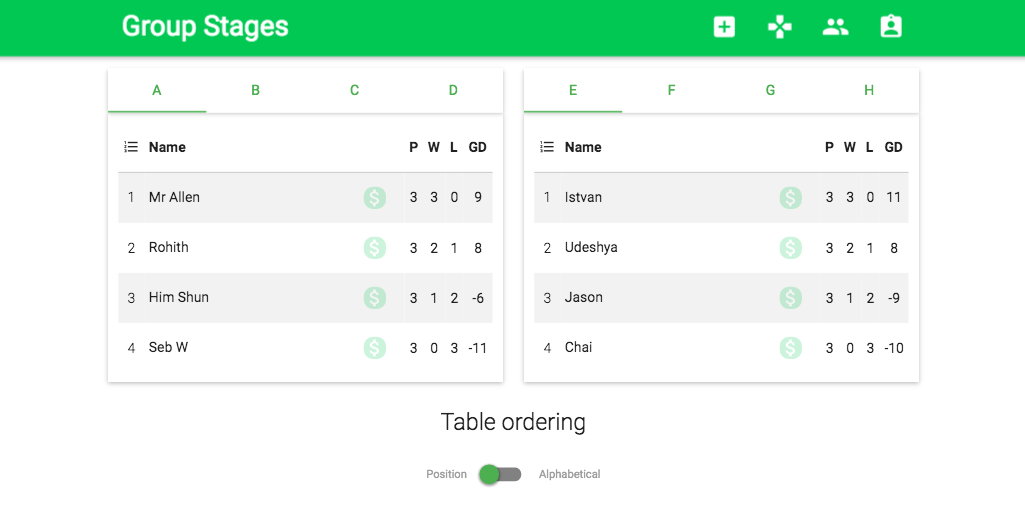 Group Stages
A B C D
Name P W L GD
1 Mr Allen $ 3 3 0 9
2 Rohith $ 3 2 1 8
3 Him Shun $ 3 1 2 -6
4 Seb W $ 3 0 3 -11
E F G H
Name P W L GD
1 Istvan $ 3 3 0 11
2 Udeshya $ 3 2 1 8
3 Jason $ 3 1 2 -9
4 Chai $ 3 0 3 -10
Table ordering
Position Alphabetical